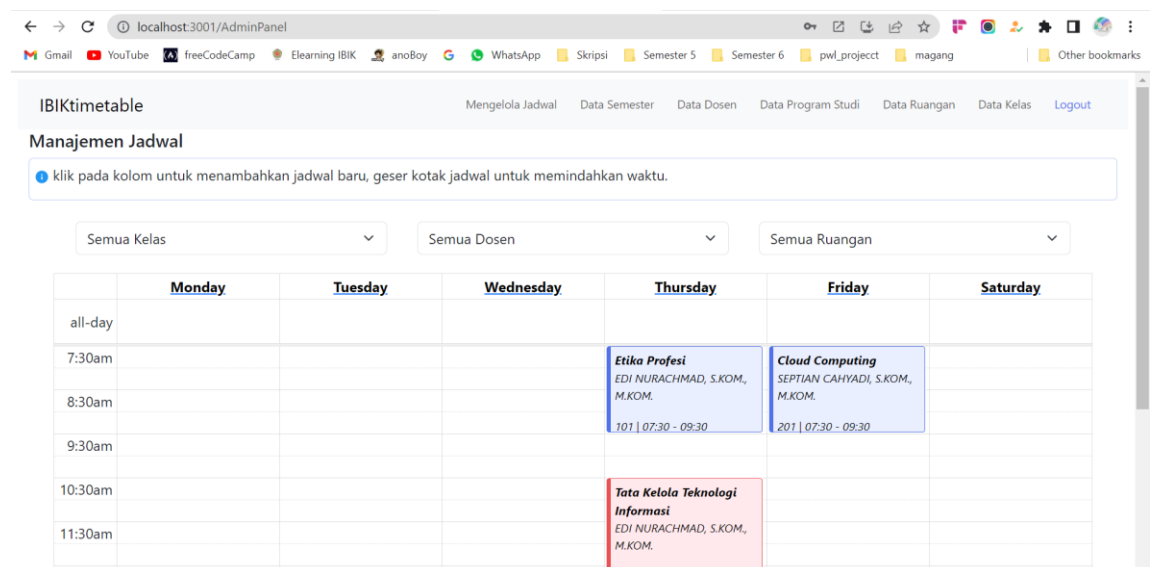 localhost:3001/AdminPanel
Gmail YouTube freeCodeCamp Elearning IBIK anoBoy WhatsApp Skripsi Semester 5 Semester 6 pwl_projecct magang Other bookmarks
IBIKtimetable Mengelola Jadwal Data Semester Data Dosen Data Program Studi Data Ruangan Data Kelas Logout
Manajemen Jadwal
klik pada kolom untuk menambahkan jadwal baru, geser kotak jadwal untuk memindahkan waktu.
Semua Kelas Semua Dosen Semua Ruangan
Monday Tuesday Wednesday Thursday Friday Saturday
all-day
7:30am
Etika Profesi
EDI NURACHMAD, S.KOM.,
M.KOM.
101 | 07:30 - 09:30
Cloud Computing
SEPTIAN CAHYADI, S.KOM.,
M.KOM.
201 | 07:30 - 09:30
8:30am
9:30am
10:30am
Tata Kelola Teknologi
Informasi
EDI NURACHMAD, S.KOM.,
M.KOM.
11:30am